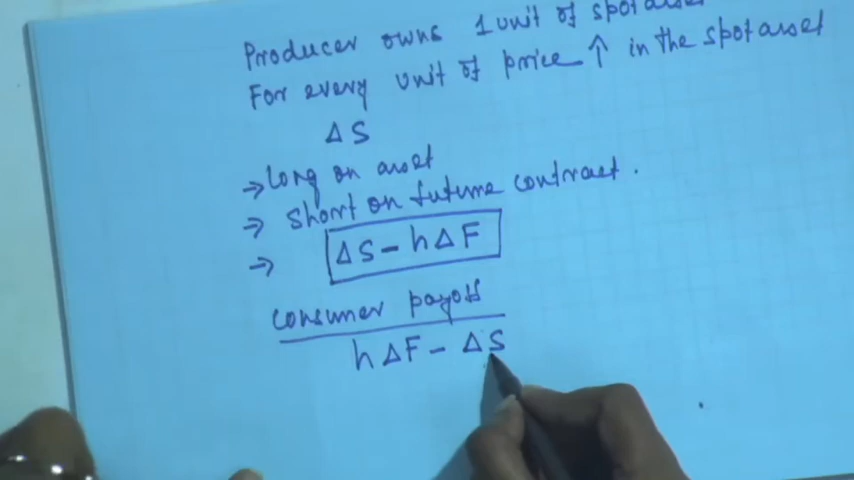 Producer owns 1 unit of spot asset
For every unit of price ↑ in the spot asset
ΔS
→ Long on asset
→ short on future contract.
→ ΔS - hΔF
consumer payoff
hΔF - ΔS